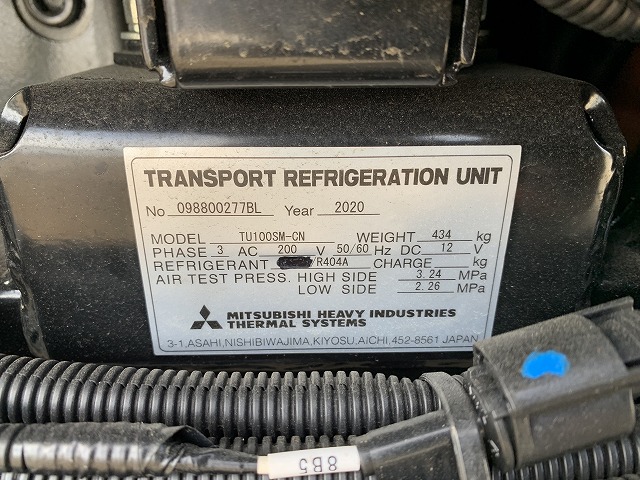 TRANSPORT REFRIGERATION UNIT
No 098800277BL Year 2020
MODEL TU100SM-CN WEIGHT 434 kg
PHASE 3 AC 200 V 50/60 Hz DC 12 V
REFRIGERANT /R404A CHARGE kg
AIR TEST PRESS. HIGH SIDE 3.24 MPa
LOW SIDE 2.26 MPa
MITSUBISHI HEAVY INDUSTRIES
THERMAL SYSTEMS
3-1,ASAHI,NISHIBIWAJIMA,KIYOSU,AICHI,452-8561 JAPAN
8B5